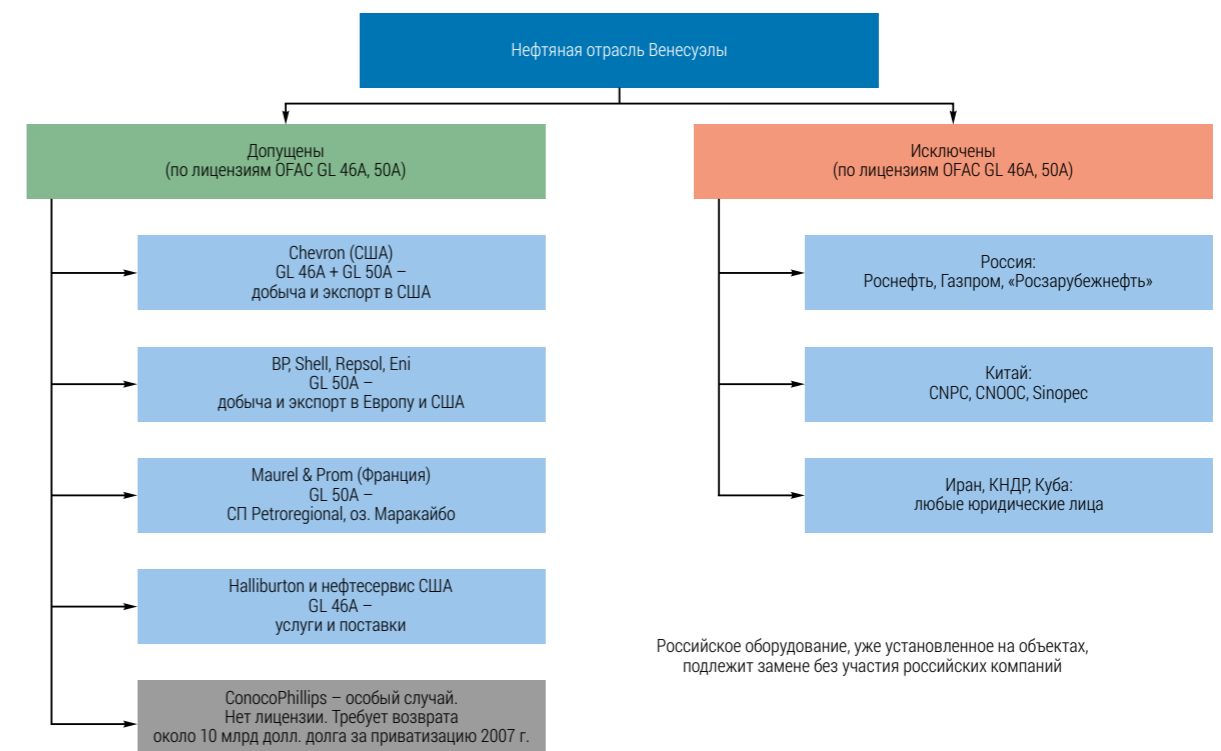 Нефтяная отрасль Венесуэлы
Допущены
(по лицензиям OFAC GL 46A, 50A)
Chevron (США)
GL 46A + GL 50A –
добыча и экспорт в США
BP, Shell, Repsol, Eni
GL 50A –
добыча и экспорт в Европу и США
Maurel & Prom (Франция)
GL 50A –
СП Petroregional, оз. Маракайбо
Halliburton и нефтесервис США
GL 46A –
услуги и поставки
ConocoPhillips – особый случай.
Нет лицензии. Требует возврата
около 10 млрд долл. долга за приватизацию 2007 г.
Исключены
(по лицензиям OFAC GL 46A, 50A)
Россия:
Роснефть, Газпром, «Росзарубежнефть»
Китай:
CNPC, CNOOC, Sinopec
Иран, КНДР, Куба:
любые юридические лица
Российское оборудование, уже установленное на объектах,
подлежит замене без участия российских компаний